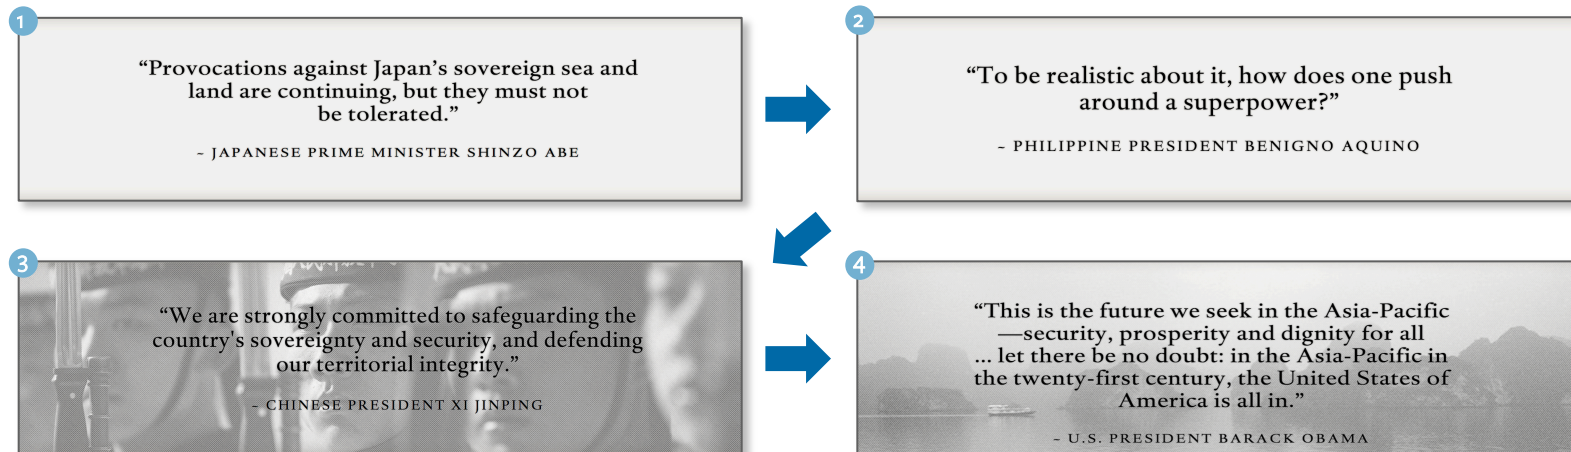 1
“Provocations against Japan’s sovereign sea and
land are continuing, but they must not
be tolerated.”
~ JAPANESE PRIME MINISTER SHINZO ABE
2
“To be realistic about it, how does one push
around a superpower?”
~ PHILIPPINE PRESIDENT BENIGNO AQUINO
3
“We are strongly committed to safeguarding the
country's sovereignty and security, and defending
our territorial integrity.”
~ CHINESE PRESIDENT XI JINPING
4
“This is the future we seek in the Asia-Pacific
—security, prosperity and dignity for all
... let there be no doubt: in the Asia-Pacific in
the twenty-first century, the United States of
America is all in.”
~ U.S. PRESIDENT BARACK OBAMA